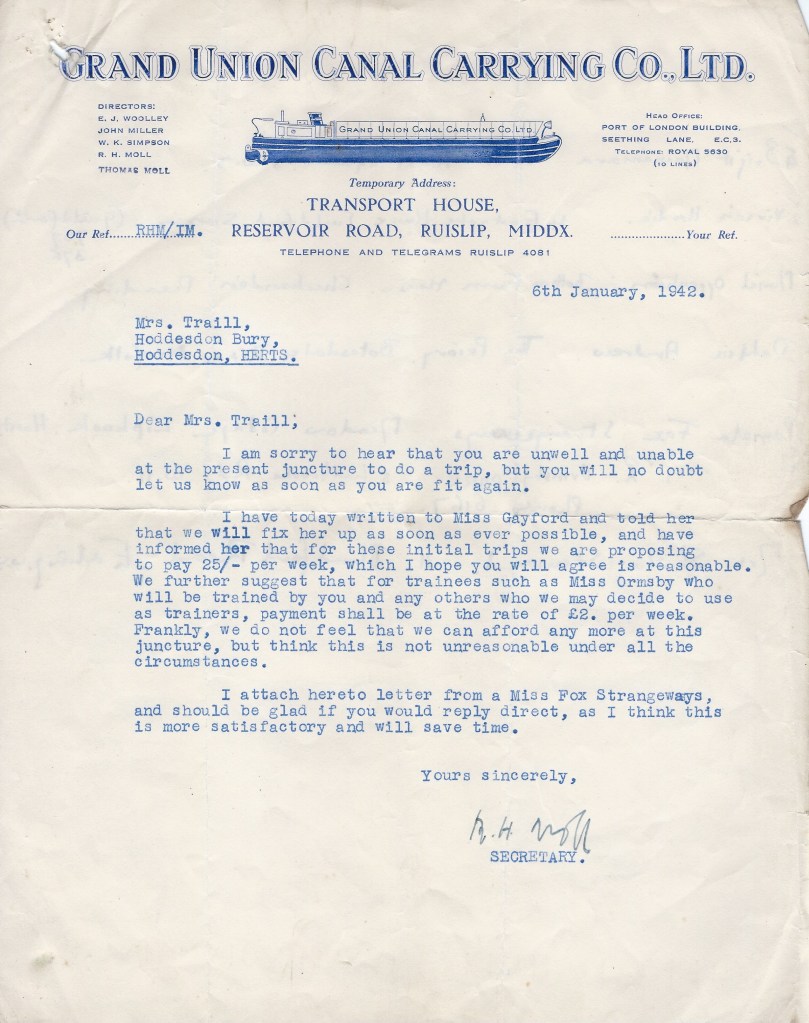 GRAND UNION CANAL CARRYING CO., LTD.
DIRECTORS:
E. J. WOOLLEY
JOHN MILLER
W. K. SIMPSON
R. H. MOLL
THOMAS MOLL
GRAND UNION CANAL CARRYING CO. LTD.
HEAD OFFICE:
PORT OF LONDON BUILDING,
SEETHING LANE, E.C.3.
TELEPHONE: ROYAL 5630
(10 LINES)
Temporary Address:
TRANSPORT HOUSE,
Our Ref...... RHM/IM. RESERVOIR ROAD, RUISLIP, MIDDX. .....................Your Ref.
TELEPHONE AND TELEGRAMS RUISLIP 4081
6th January, 1942.
Mrs. Traill,
Hoddesdon Bury,
Hoddesdon, HERTS.
Dear Mrs. Traill;
I am sorry to hear that you are unwell and unable
at the present juncture to do a trip, but you will no doubt
let us know as soon as you are fit again.
I have today written to Miss Gayford and told her
that we will fix her up as soon as ever possible, and have
informed her that for these initial trips we are proposing
to pay 25/- per week, which I hope you will agree is reasonable.
We further suggest that for trainees such as Miss Ormsby who
will be trained by you and any others who we may decide to use
as trainers, payment shall be at the rate of £2. per week.
Frankly, we do not feel that we can afford any more at this
juncture, but think this is not unreasonable under all the
circumstances.
I attach hereto letter from a Miss Fox Strangeways,
and should be glad if you would reply direct, as I think this
is more satisfactory and will save time.
Yours sincerely,
R. H. Moll
SECRETARY.